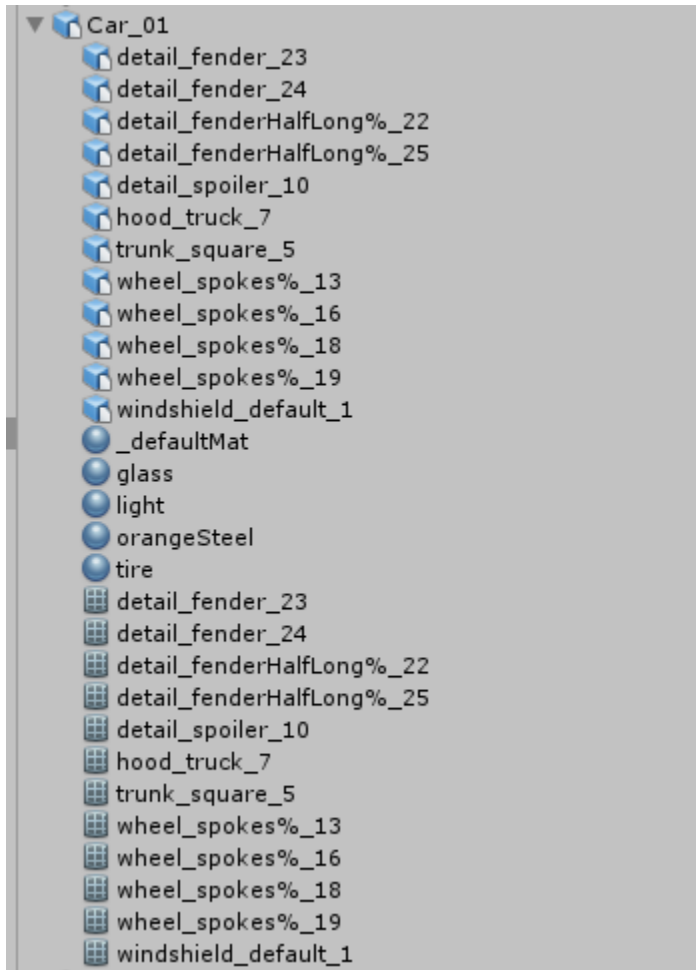 Car_01
detail_fender_23
detail_fender_24
detail_fenderHalfLong%_22
detail_fenderHalfLong%_25
detail_spoiler_10
hood_truck_7
trunk_square_5
wheel_spokes%_13
wheel_spokes%_16
wheel_spokes%_18
wheel_spokes%_19
windshield_default_1
_defaultMat
glass
light
orangeSteel
tire
detail_fender_23
detail_fender_24
detail_fenderHalfLong%_22
detail_fenderHalfLong%_25
detail_spoiler_10
hood_truck_7
trunk_square_5
wheel_spokes%_13
wheel_spokes%_16
wheel_spokes%_18
wheel_spokes%_19
windshield_default_1